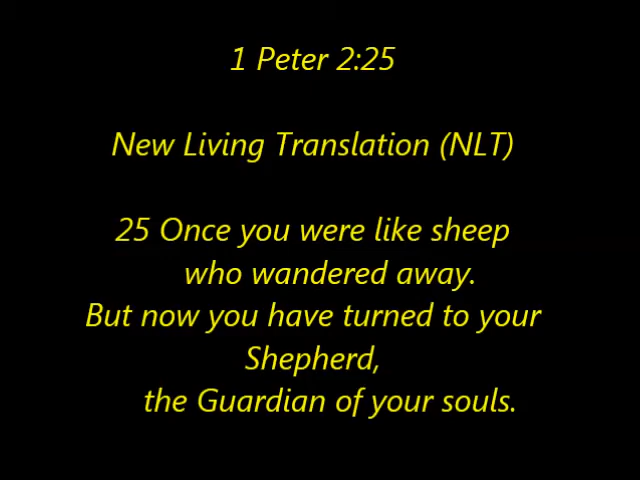 1 Peter 2:25
New Living Translation (NLT)
25 Once you were like sheep
who wandered away.
But now you have turned to your
Shepherd,
the Guardian of your souls.